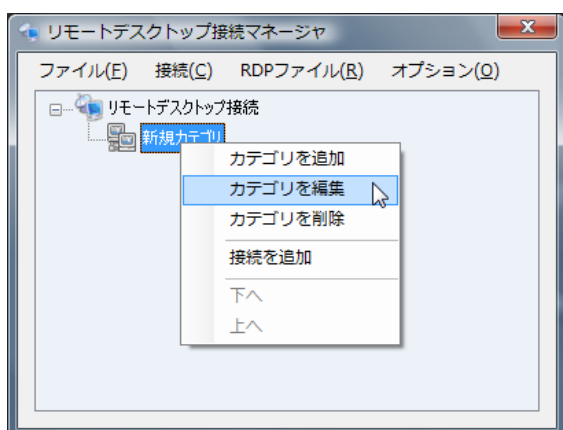 リモートデスクトップ接続マネージャ
ファイル(F) 接続(C) RDPファイル(R) オプション(O)
リモートデスクトップ接続
新規カテゴリ
カテゴリを追加
カテゴリを編集
カテゴリを削除
接続を追加
下へ
上へ